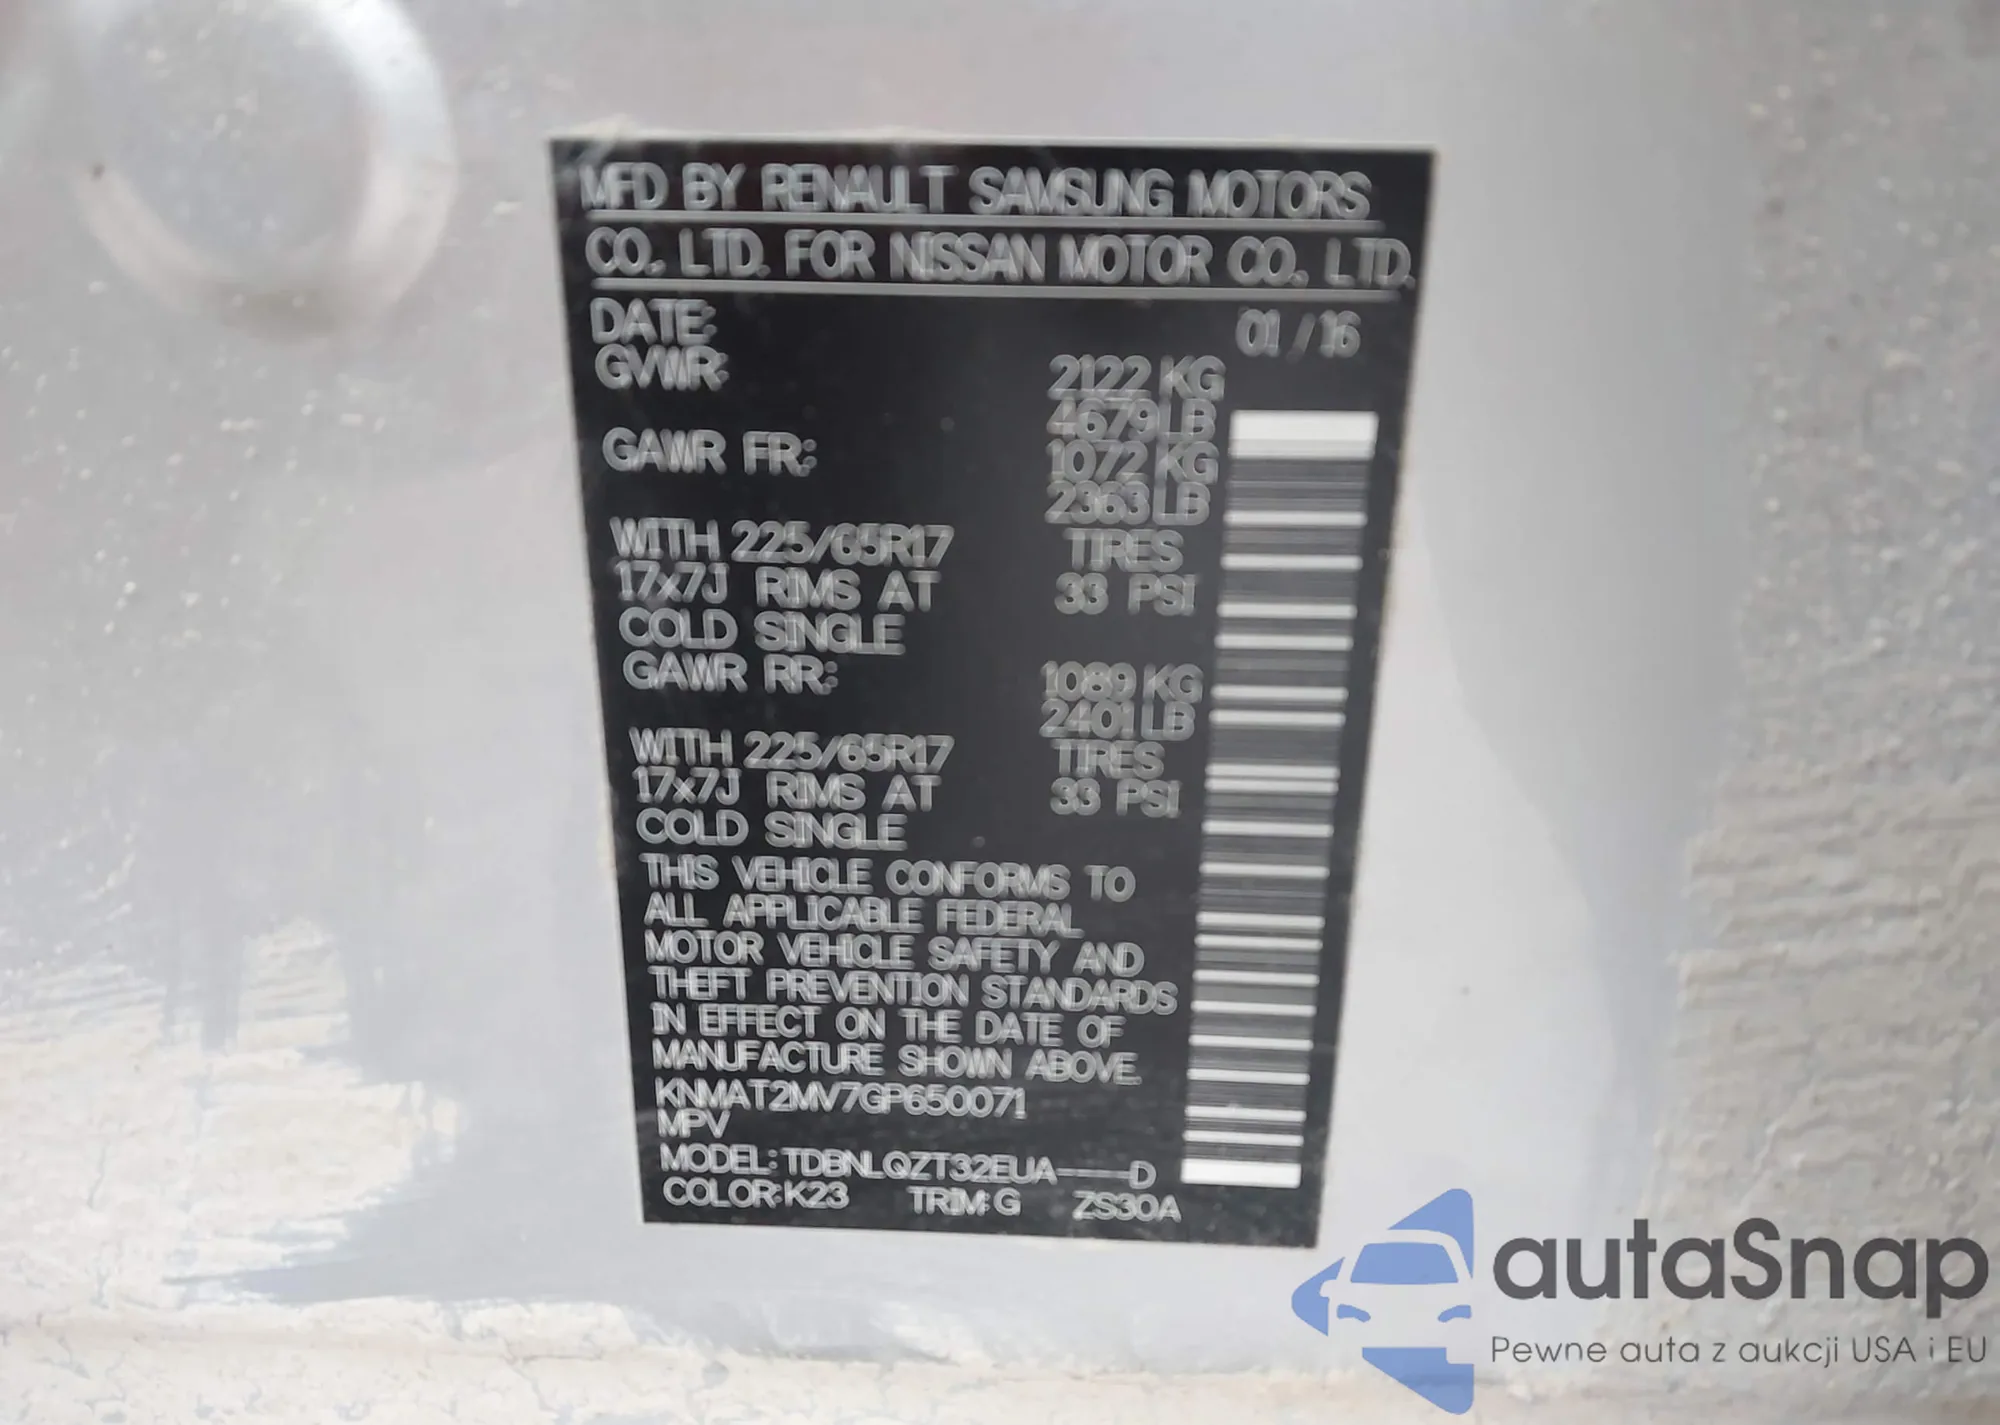 MFD BY RENAULT SAMSUNG MOTORS
CO., LTD. FOR NISSAN MOTOR CO., LTD.
DATE: 01 / 16
GVWR: 2122 KG
4679 LB
GAWR FR: 1072 KG
2363 LB
WITH 225/65R17 TIRES
17x7J RIMS AT 33 PSI
COLD SINGLE
GAWR RR: 1089 KG
2401 LB
WITH 225/65R17 TIRES
17x7J RIMS AT 33 PSI
COLD SINGLE
THIS VEHICLE CONFORMS TO
ALL APPLICABLE FEDERAL
MOTOR VEHICLE SAFETY AND
THEFT PREVENTION STANDARDS
IN EFFECT ON THE DATE OF
MANUFACTURE SHOWN ABOVE.
KNMAT2MV7GP650071
MPV
MODEL: TDBNLQZT32EUA----D
COLOR:K23 TRIM:G ZS30A
autaSnap
Pewne auta z aukcji USA i EU